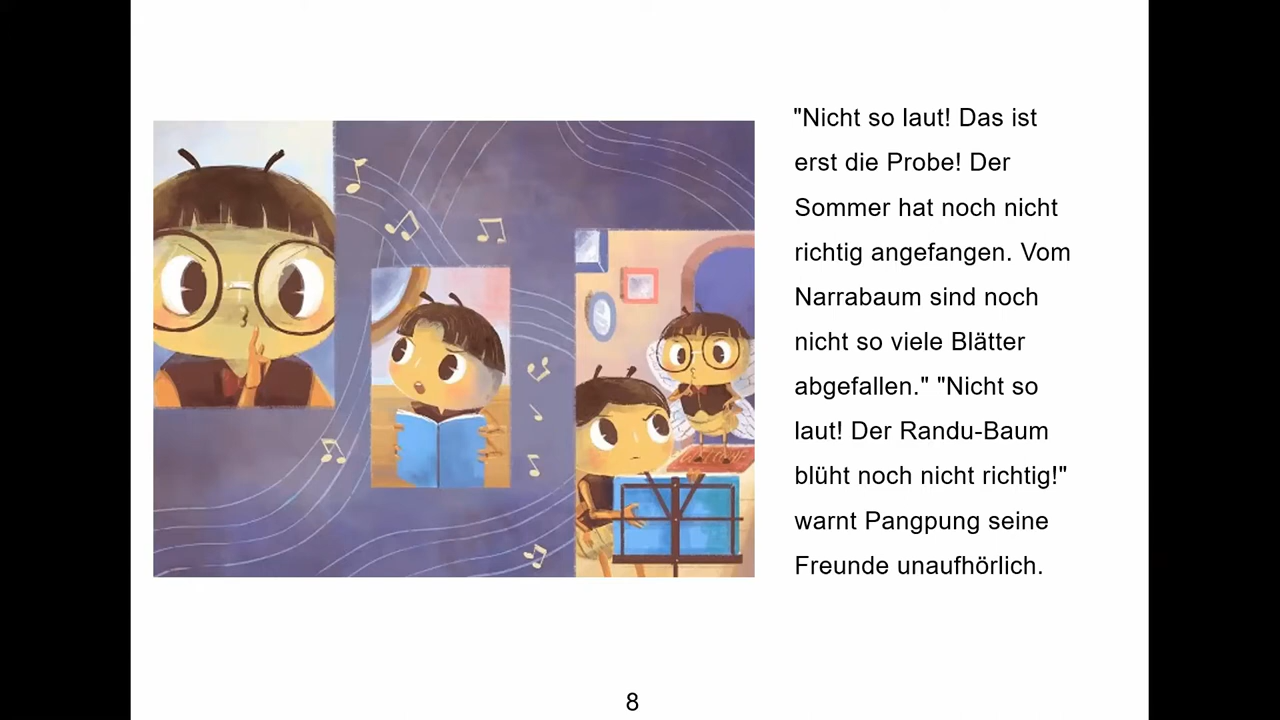 "Nicht so laut! Das ist
erst die Probe! Der
Sommer hat noch nicht
richtig angefangen. Vom
Narrabaum sind noch
nicht so viele Blätter
abgefallen." "Nicht so
laut! Der Randu-Baum
blüht noch nicht richtig!"
warnt Pangpung seine
Freunde unaufhörlich.
8